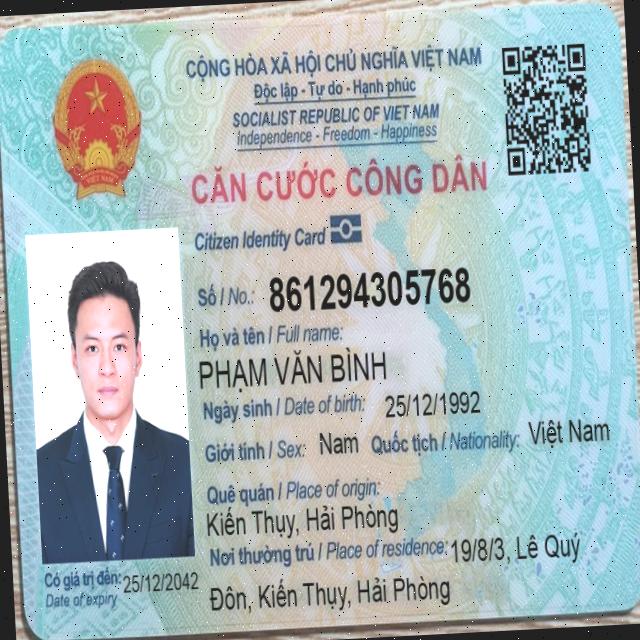 CỘNG HÒA XÃ HỘI CHỦ NGHĨA VIỆT NAM
Độc lập - Tự do - Hạnh phúc
SOCIALIST REPUBLIC OF VIET NAM
Independence - Freedom - Happiness
CĂN CƯỚC CÔNG DÂN
Citizen Identity Card
Số / No.: 861294305768
Họ và tên / Full name:
PHẠM VĂN BÌNH
Ngày sinh / Date of birth: 25/12/1992
Giới tính / Sex: Nam Quốc tịch / Nationality: Việt Nam
Quê quán / Place of origin:
Kiến Thụy, Hải Phòng
Nơi thường trú / Place of residence: 19/8/3, Lê Quý
Đôn, Kiến Thụy, Hải Phòng
Có giá trị đến: 25/12/2042
Date of expiry
VIỆT NAM